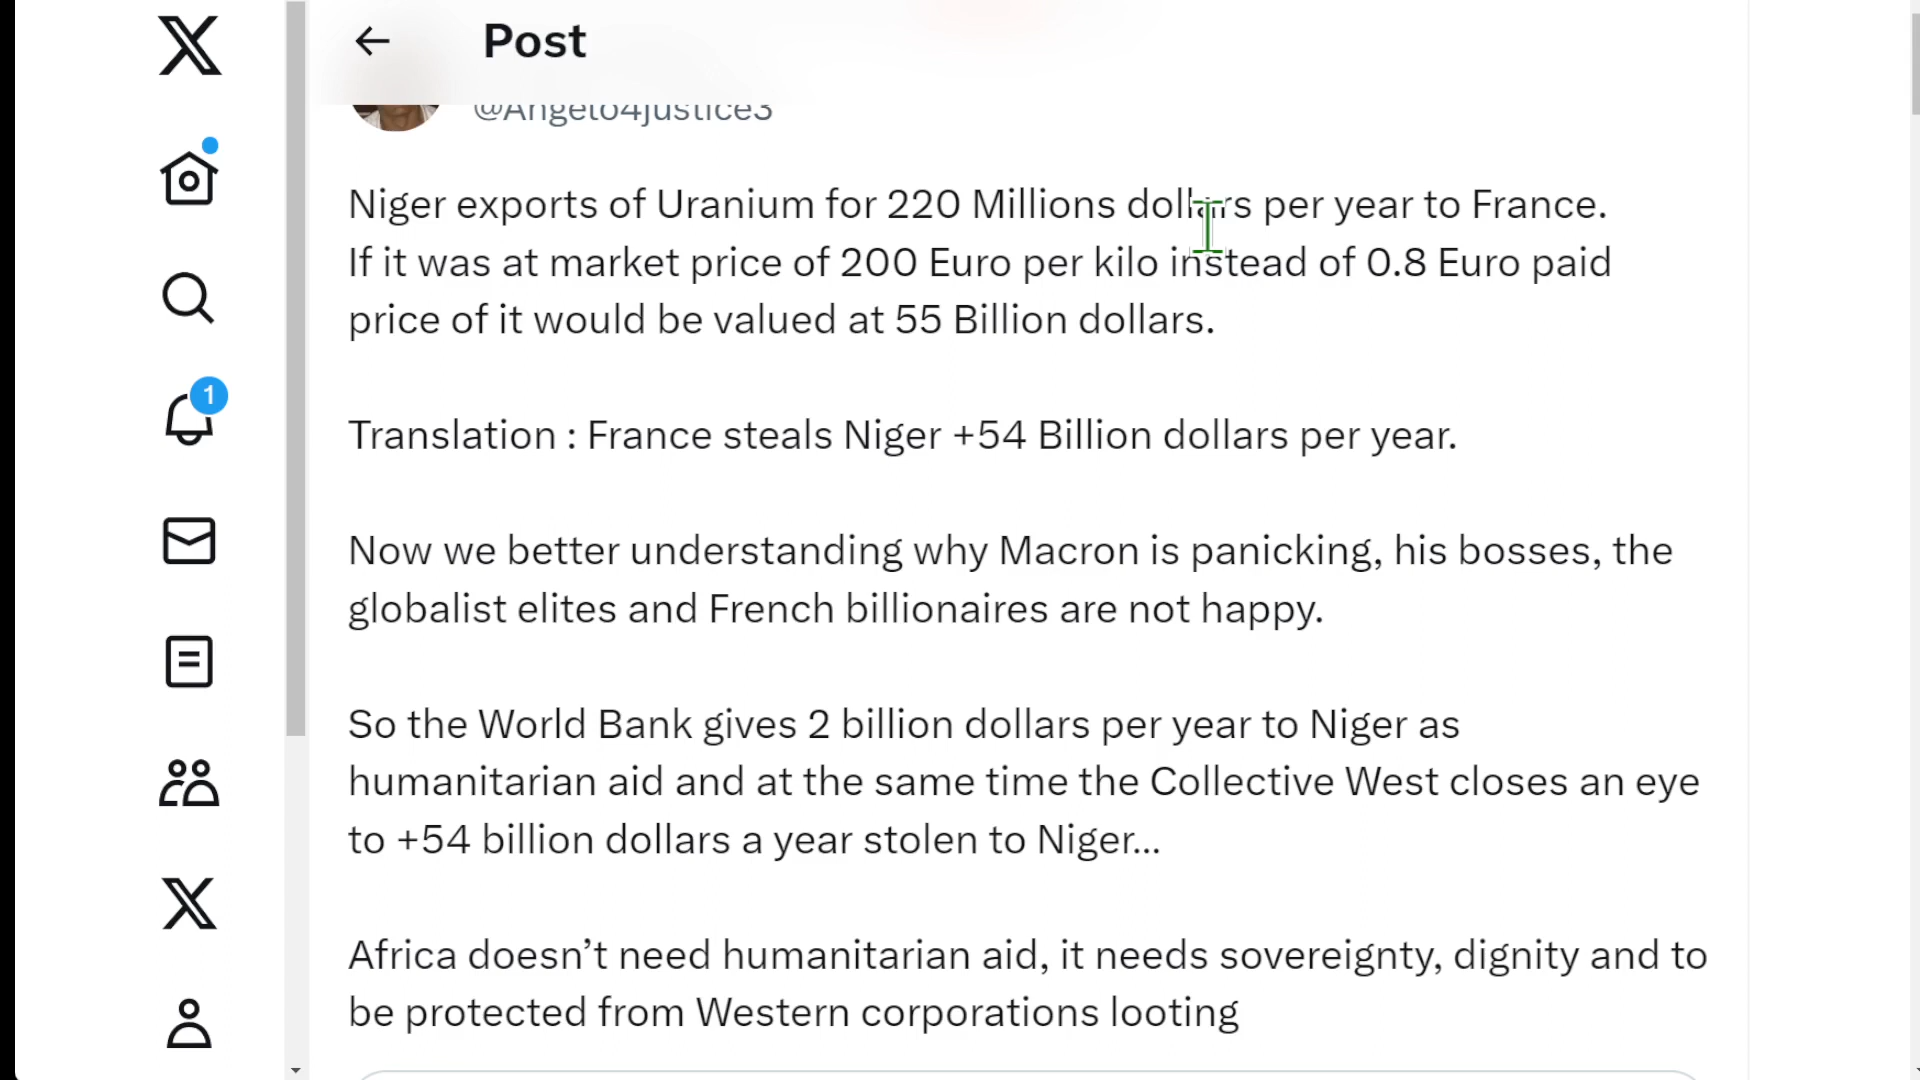 Post
@Angelo4justice3
Niger exports of Uranium for 220 Millions dollars per year to France.
If it was at market price of 200 Euro per kilo instead of 0.8 Euro paid
price of it would be valued at 55 Billion dollars.
1
Translation : France steals Niger +54 Billion dollars per year.
Now we better understanding why Macron is panicking, his bosses, the
globalist elites and French billionaires are not happy.
So the World Bank gives 2 billion dollars per year to Niger as
humanitarian aid and at the same time the Collective West closes an eye
to +54 billion dollars a year stolen to Niger...
Africa doesn’t need humanitarian aid, it needs sovereignty, dignity and to
be protected from Western corporations looting